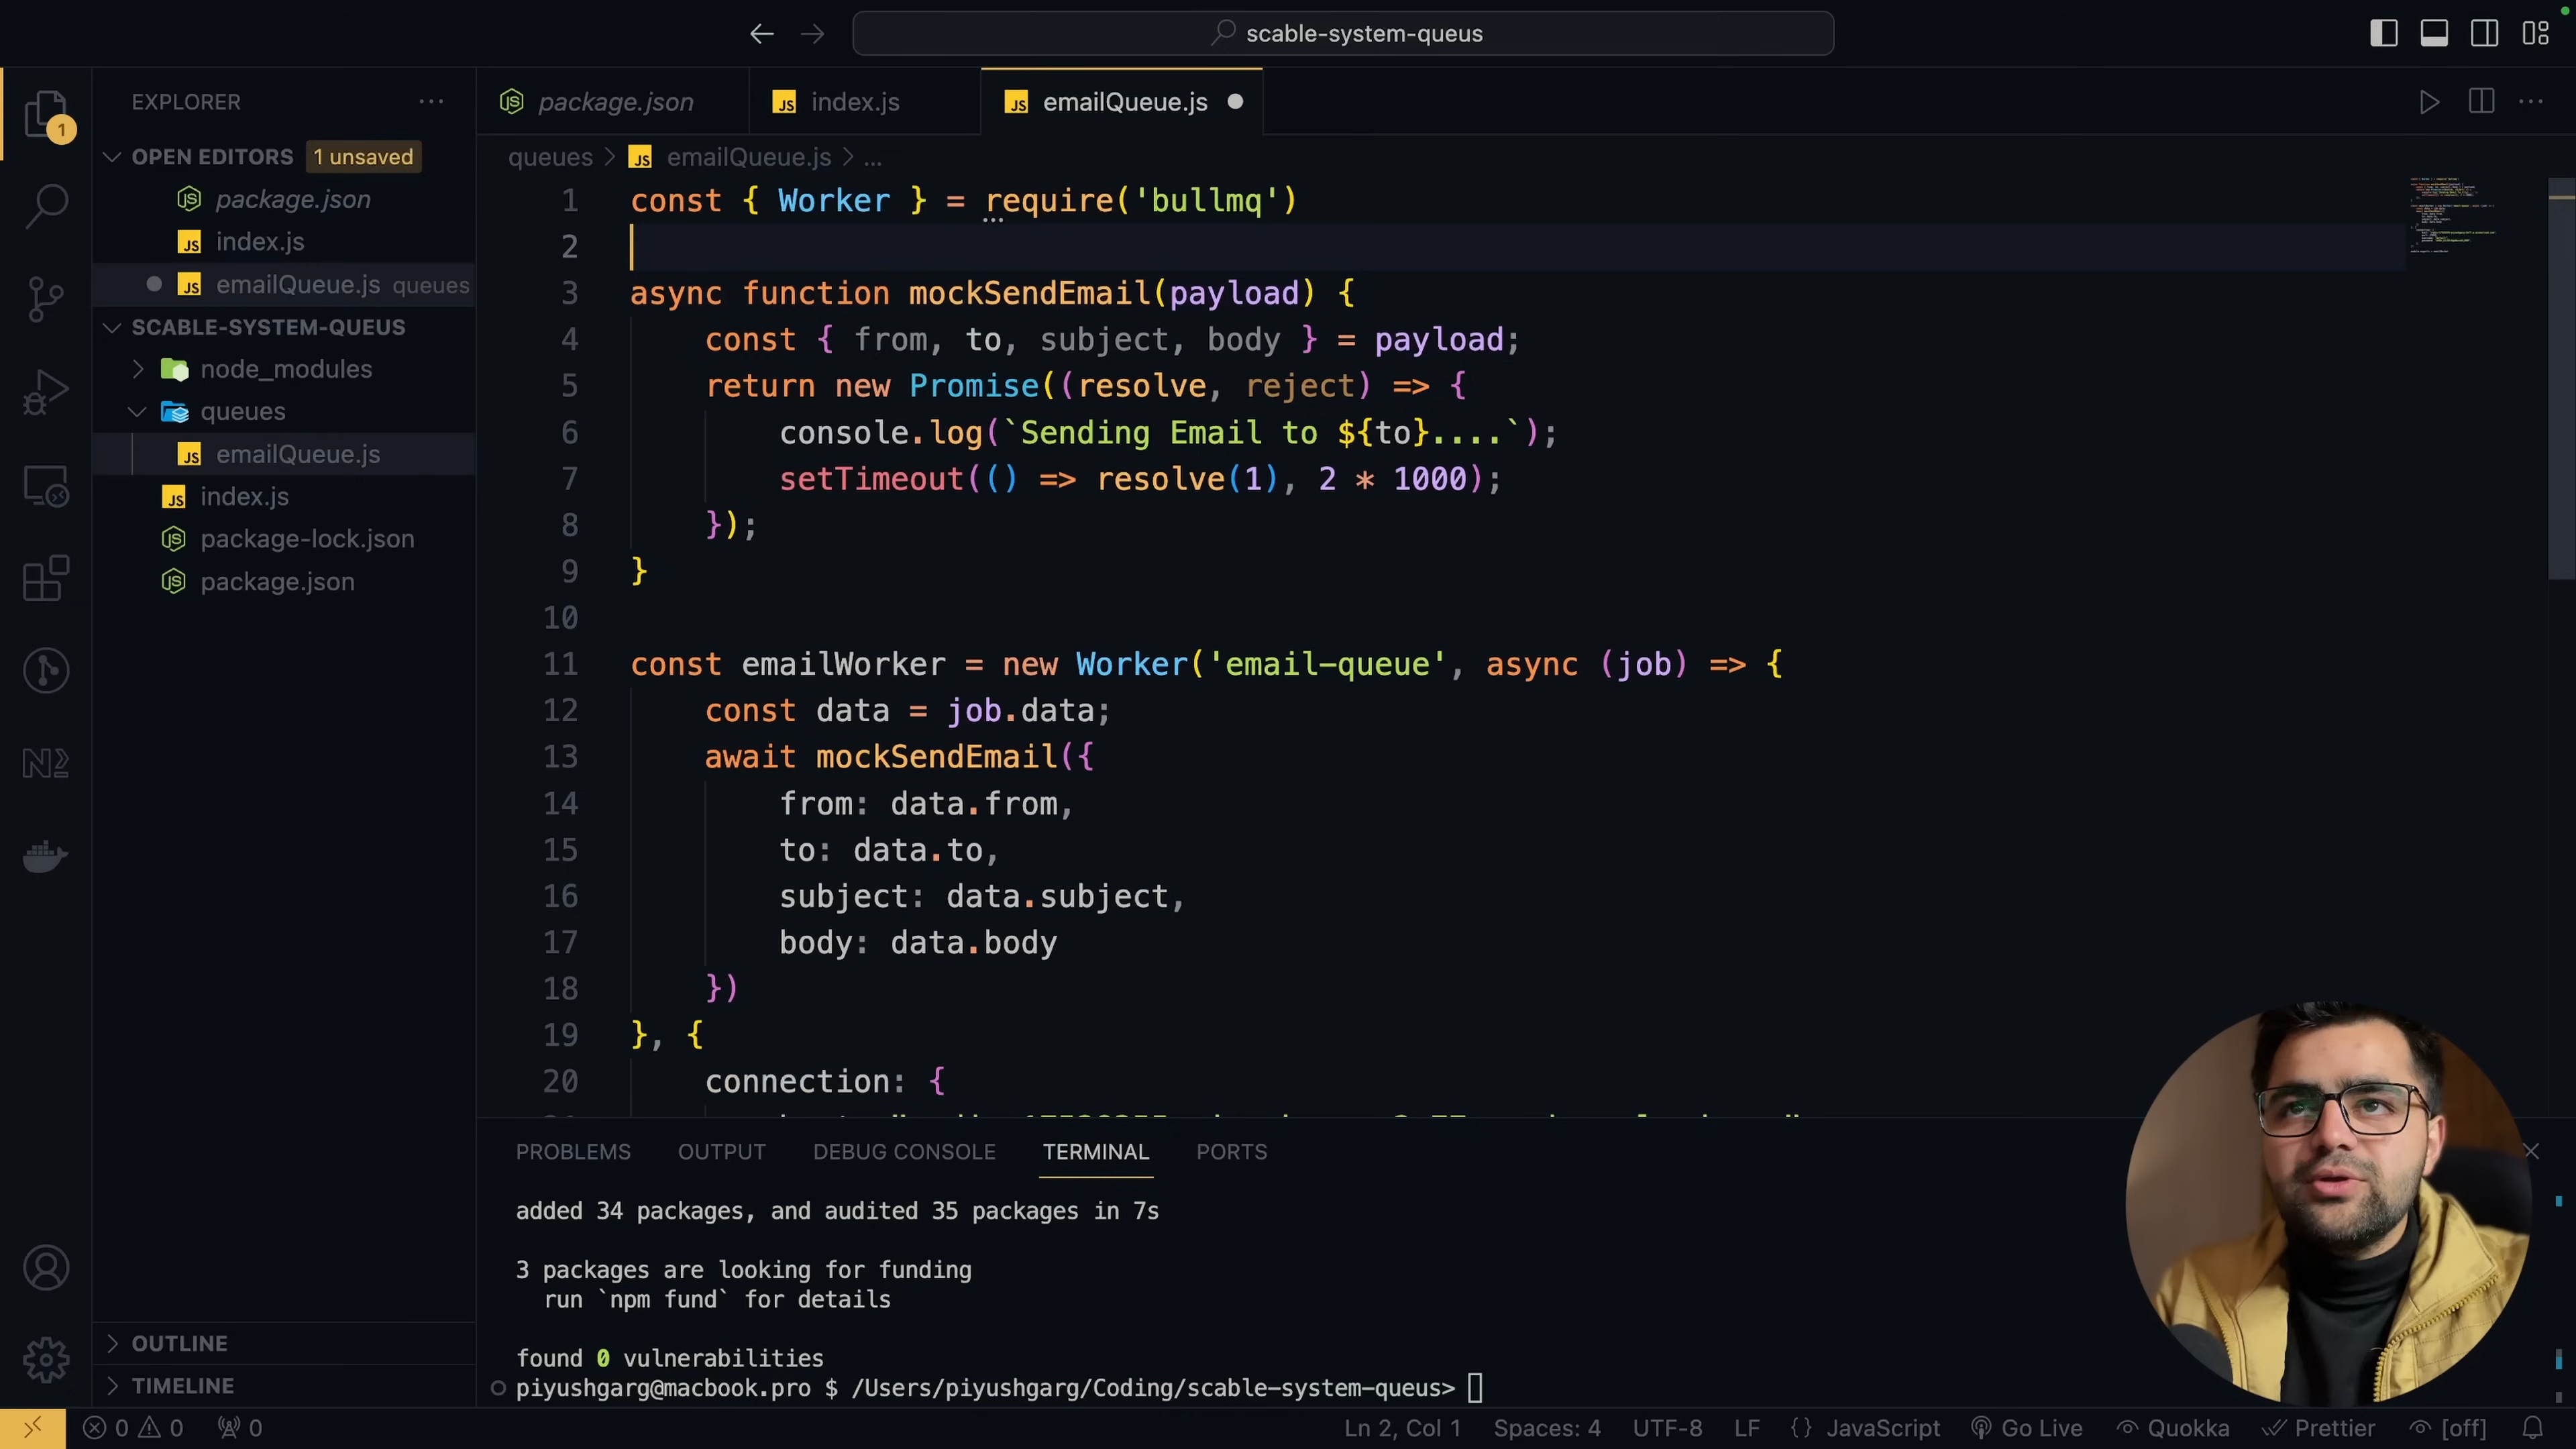 scable-system-queus
EXPLORER
package.json
index.js
emailQueue.js
1
OPEN EDITORS 1 unsaved
package.json
index.js
emailQueue.js queues
SCABLE-SYSTEM-QUEUS
node_modules
queues
emailQueue.js
index.js
package-lock.json
package.json
OUTLINE
TIMELINE
queues > emailQueue.js > ...
1 const { Worker } = require('bullmq')
2
3 async function mockSendEmail(payload) {
4 const { from, to, subject, body } = payload;
5 return new Promise((resolve, reject) => {
6 console.log(`Sending Email to ${to}....`);
7 setTimeout(() => resolve(1), 2 * 1000);
8 });
9 }
10
11 const emailWorker = new Worker('email-queue', async (job) => {
12 const data = job.data;
13 await mockSendEmail({
14 from: data.from,
15 to: data.to,
16 subject: data.subject,
17 body: data.body
18 })
19 }, {
20 connection: {
PROBLEMS OUTPUT DEBUG CONSOLE TERMINAL PORTS
added 34 packages, and audited 35 packages in 7s
3 packages are looking for funding
run `npm fund` for details
found 0 vulnerabilities
piyushgarg@macbook.pro $ /Users/piyushgarg/Coding/scable-system-queus>
0 0 0 Ln 2, Col 1 Spaces: 4 UTF-8 LF {} JavaScript Go Live Quokka Prettier [off]